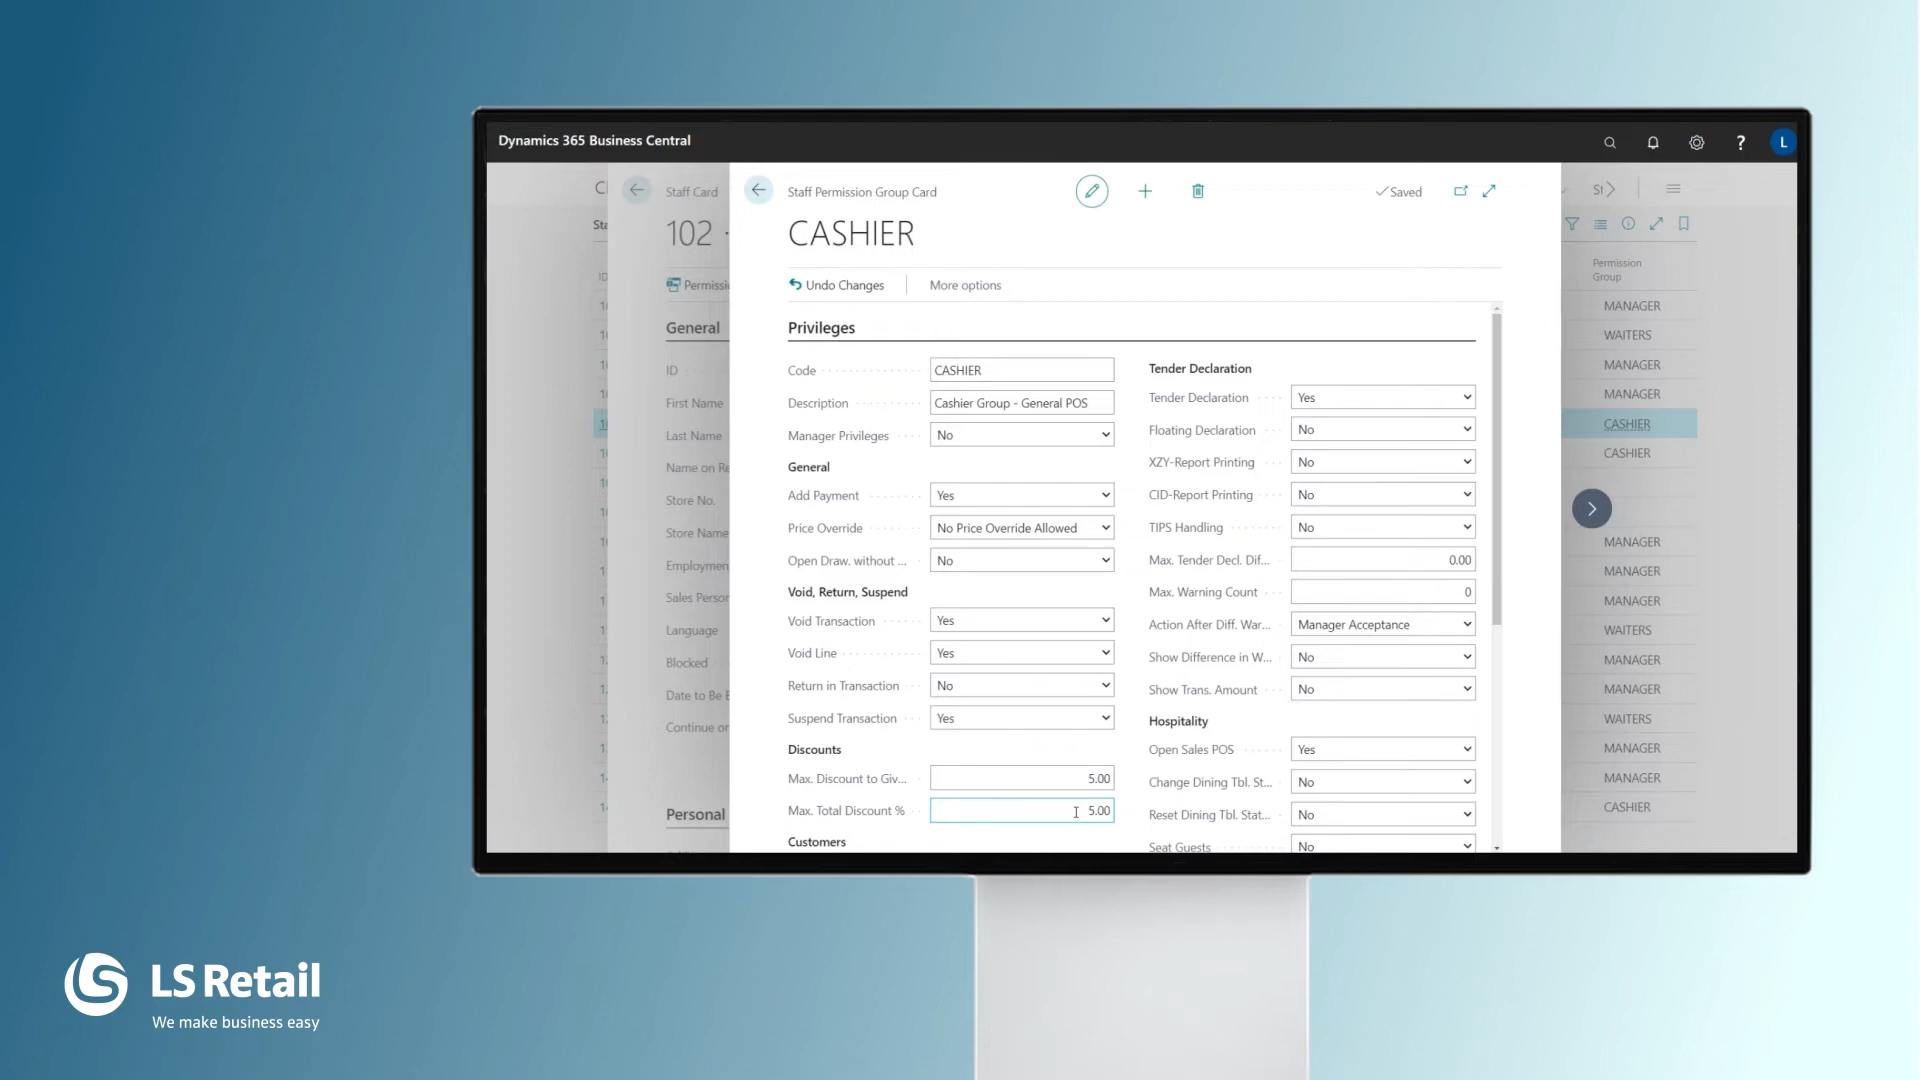 Dynamics 365 Business Central
?
L
Staff Card
102
General
ID
First Name
Last Name
Store No.
Store Name
Language
Blocked
Personal
Staff Permission Group Card
Saved
CASHIER
Undo Changes
More options
Privileges
Code
CASHIER
Description
Cashier Group - General POS
Manager Privileges
No
General
Add Payment
Yes
Price Override
No Price Override Allowed
Open Draw. without ...
No
Void, Return, Suspend
Void Transaction
Yes
Void Line
Yes
Return in Transaction
No
Suspend Transaction
Yes
Discounts
Max. Discount to Giv...
5.00
Max. Total Discount %
5.00
Customers
Tender Declaration
Tender Declaration
Yes
Floating Declaration
No
XZY-Report Printing
No
CID-Report Printing
No
TIPS Handling
No
Max. Tender Decl. Dif...
0.00
Max. Warning Count
0
Action After Diff. War...
Manager Acceptance
Show Difference in W...
No
Show Trans. Amount
No
Hospitality
Open Sales POS
Yes
Change Dining Tbl. St...
No
Reset Dining Tbl. Stat...
No
Seat Guests
No
Permission
Group
MANAGER
WAITERS
MANAGER
MANAGER
CASHIER
CASHIER
MANAGER
MANAGER
MANAGER
WAITERS
MANAGER
MANAGER
WAITERS
MANAGER
MANAGER
CASHIER
LS Retail
We make business easy